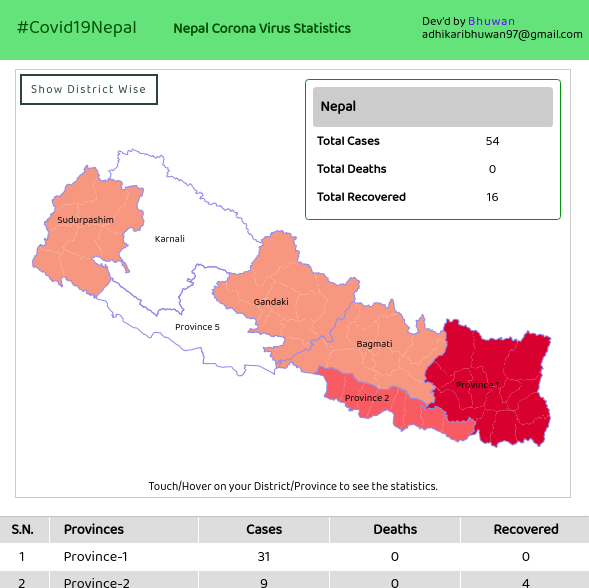 #Covid19Nepal
Nepal Corona Virus Statistics
Dev'd by Bhuwan
adhikaribhuwan97@gmail.com
Show District Wise
Nepal
Total Cases 54
Total Deaths 0
Total Recovered 16
Sudurpashim
Karnali
Gandaki
Province 5
Bagmati
Province 1
Province 2
Touch/Hover on your District/Province to see the statistics.
S.N. Provinces Cases Deaths Recovered
1 Province-1 31 0 0
2 Province-2 9 0 4